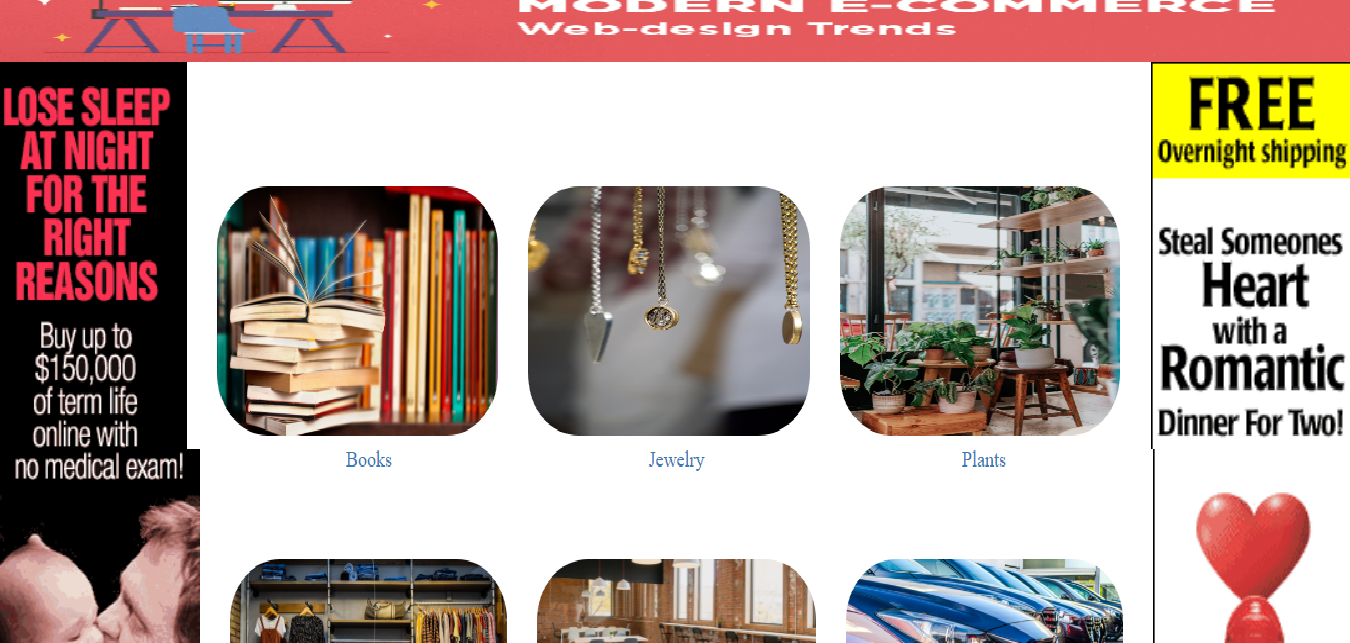 MODERN E-COMMERCE
Web-design Trends
LOSE SLEEP
AT NIGHT
FOR THE
RIGHT
REASONS
Buy up to
$150,000
of term life
online with
no medical exam!
Books
Jewelry
Plants
FREE
Overnight shipping
Steal Someones
Heart
with a
Romantic
Dinner For Two!